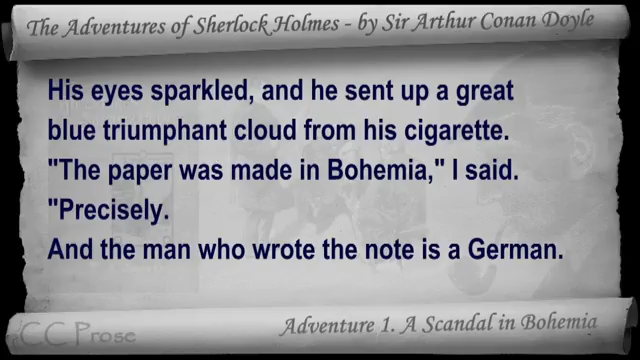 The Adventures of Sherlock Holmes - by Sir Arthur Conan Doyle
His eyes sparkled, and he sent up a great
blue triumphant cloud from his cigarette.
"The paper was made in Bohemia," I said.
"Precisely.
And the man who wrote the note is a German.
CC Prose
Adventure 1. A Scandal in Bohemia